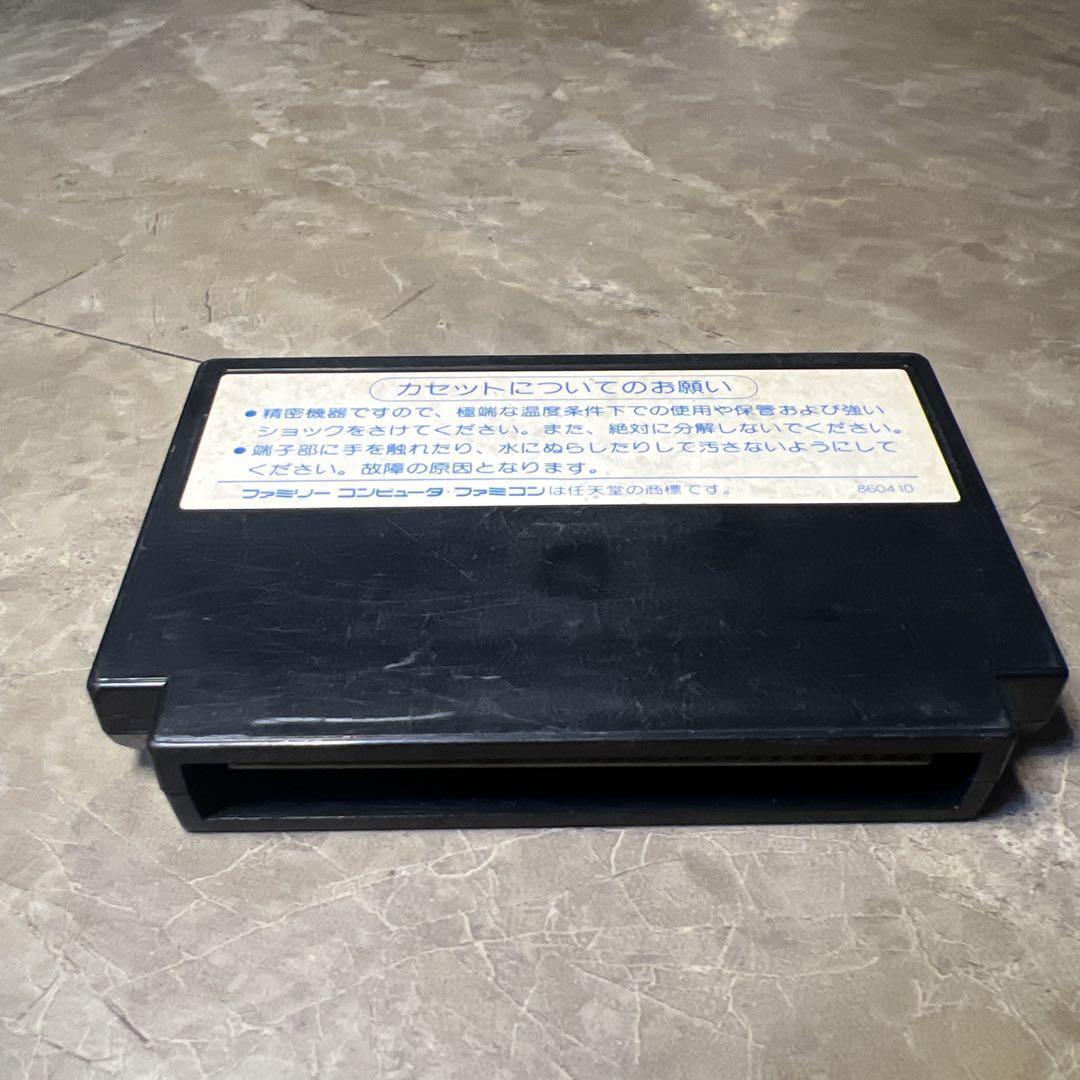 カセットについてのお願い
●精密機器ですので、極端な温度条件下での使用や保管および強い
ショックをさけてください。また、絶対に分解しないでください。
●端子部に手を触れたり、水にぬらしたりして汚さないようにして
ください。故障の原因となります。
ファミリー コンピュータ・ファミコンは任天堂の商標です。 860410